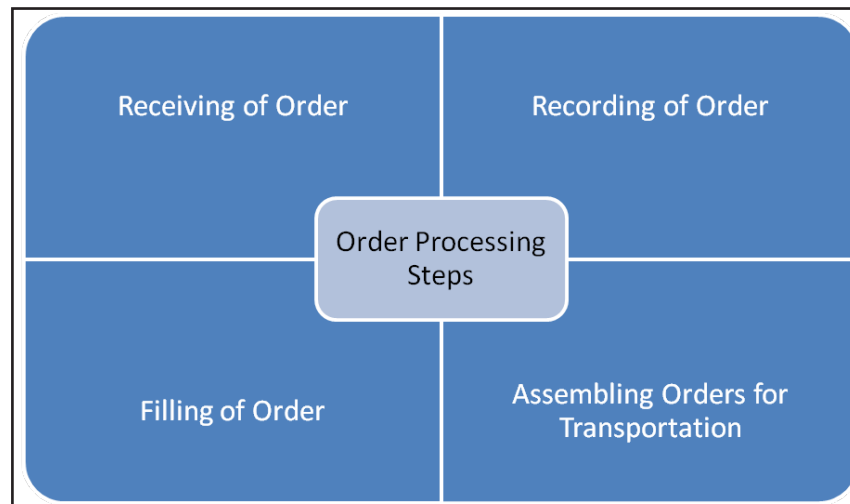 Receiving of Order
Recording of Order
Order Processing
Steps
Filling of Order
Assembling Orders for
Transportation